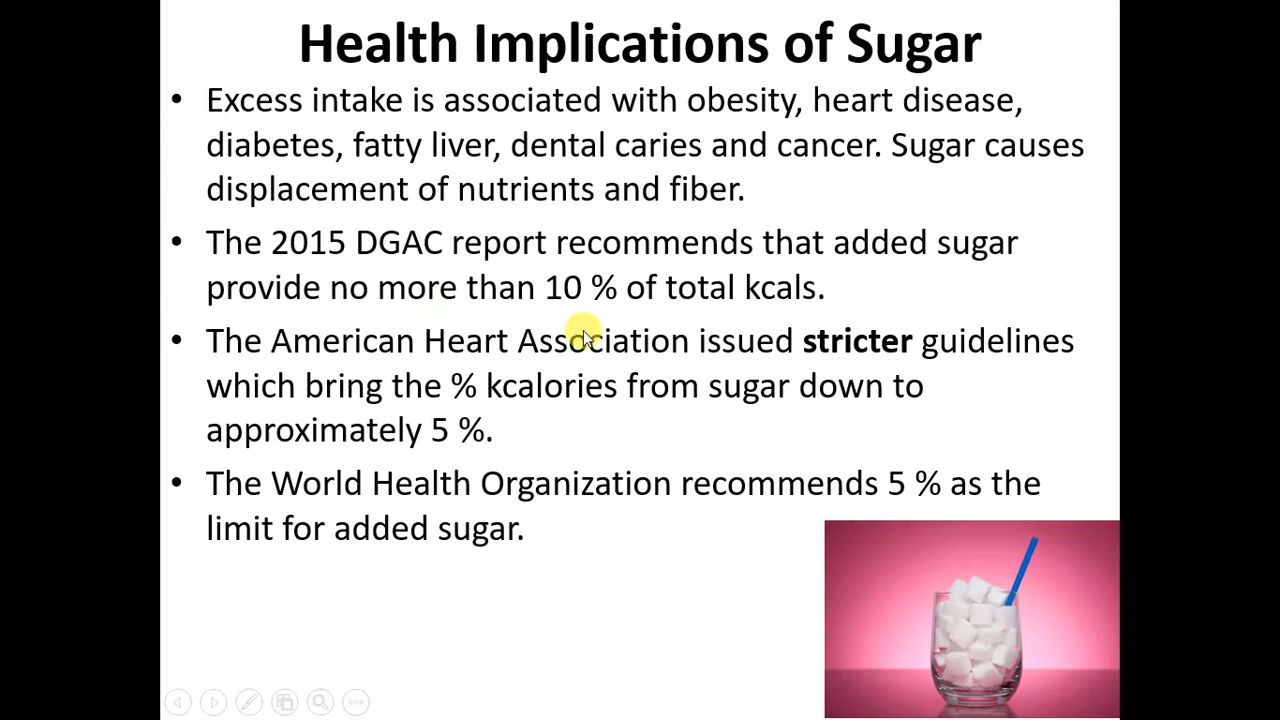 Health Implications of Sugar
• Excess intake is associated with obesity, heart disease,
diabetes, fatty liver, dental caries and cancer. Sugar causes
displacement of nutrients and fiber.
• The 2015 DGAC report recommends that added sugar
provide no more than 10 % of total kcals.
• The American Heart Association issued stricter guidelines
which bring the % kcalories from sugar down to
approximately 5 %.
• The World Health Organization recommends 5 % as the
limit for added sugar.